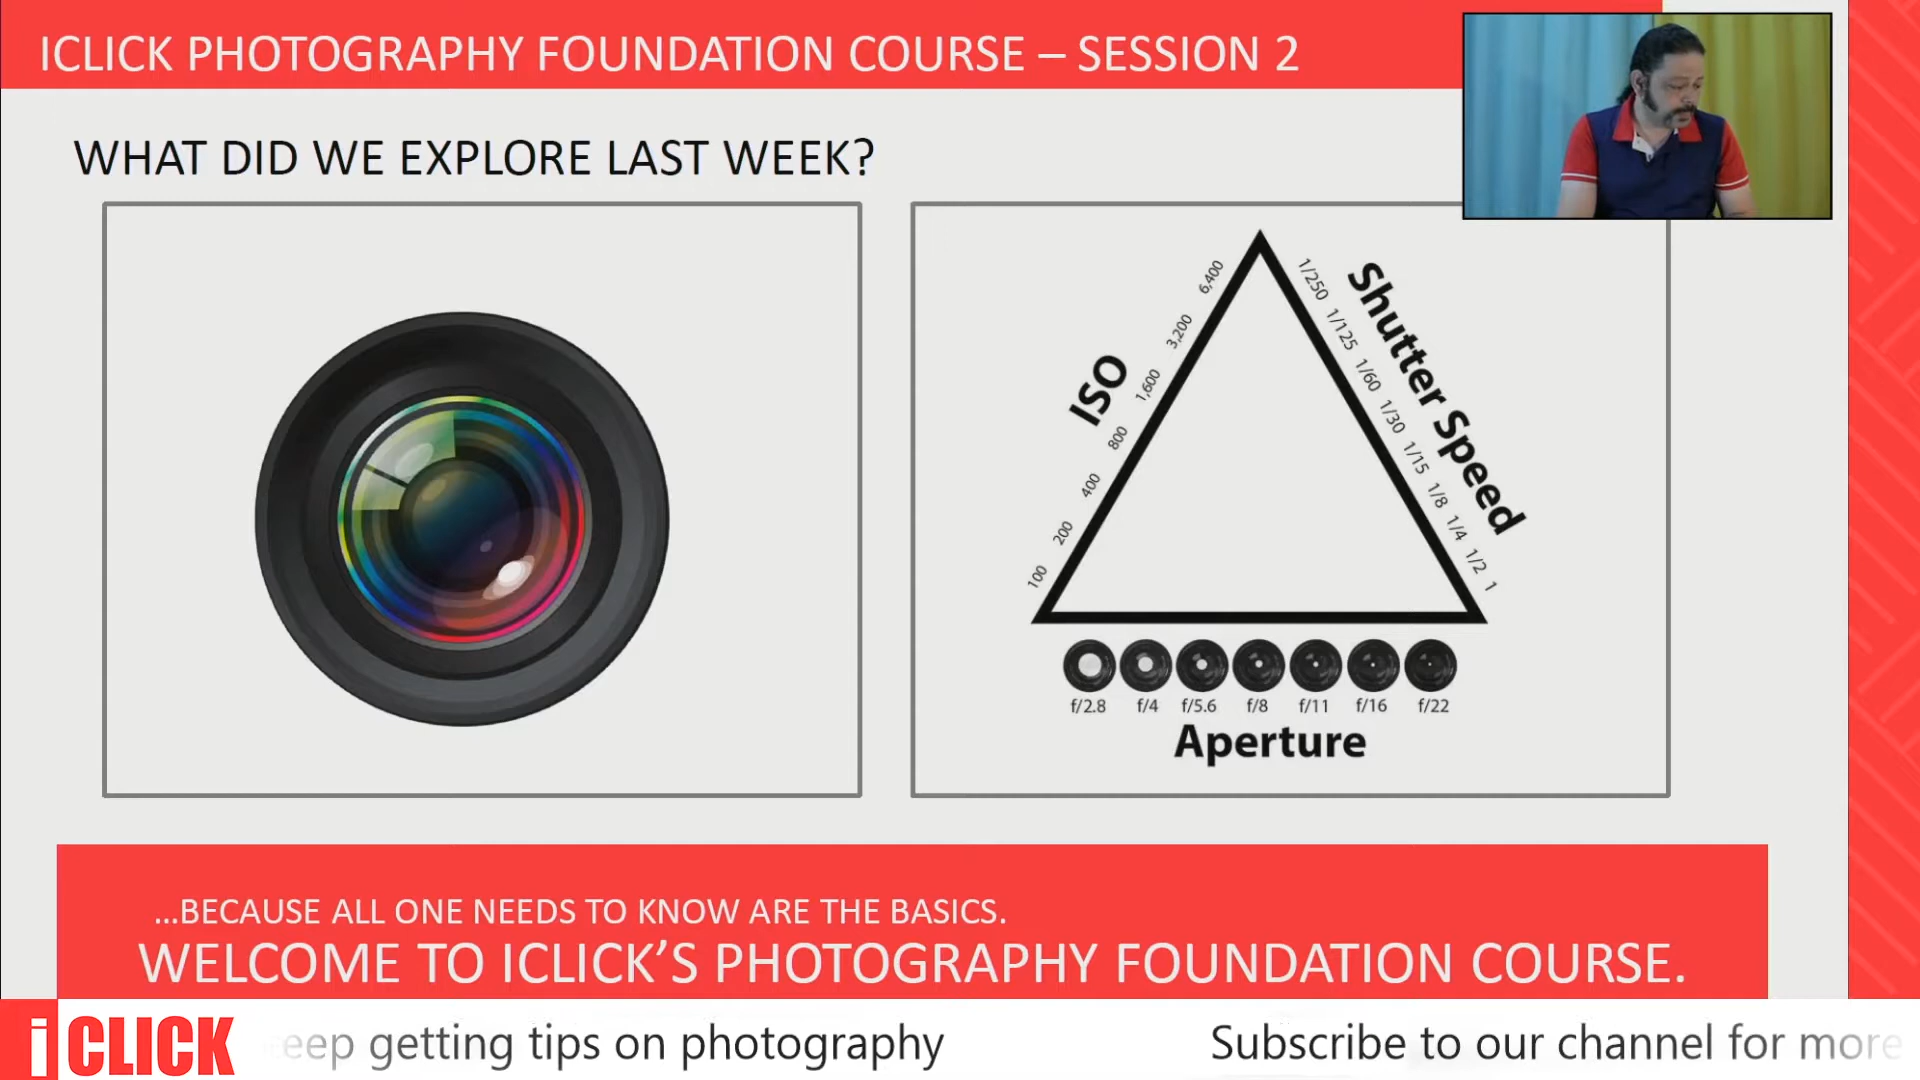 ICLICK PHOTOGRAPHY FOUNDATION COURSE – SESSION 2
WHAT DID WE EXPLORE LAST WEEK?
ISO
100
200
400
800
1,600
3,200
6,400
Shutter Speed
1/250
1/125
1/60
1/30
1/15
1/8
1/4
1/2
1
f/2.8 f/4 f/5.6 f/8 f/11 f/16 f/22
Aperture
...BECAUSE ALL ONE NEEDS TO KNOW ARE THE BASICS.
WELCOME TO ICLICK’S PHOTOGRAPHY FOUNDATION COURSE.
iCLICK
eep getting tips on photography
Subscribe to our channel for more